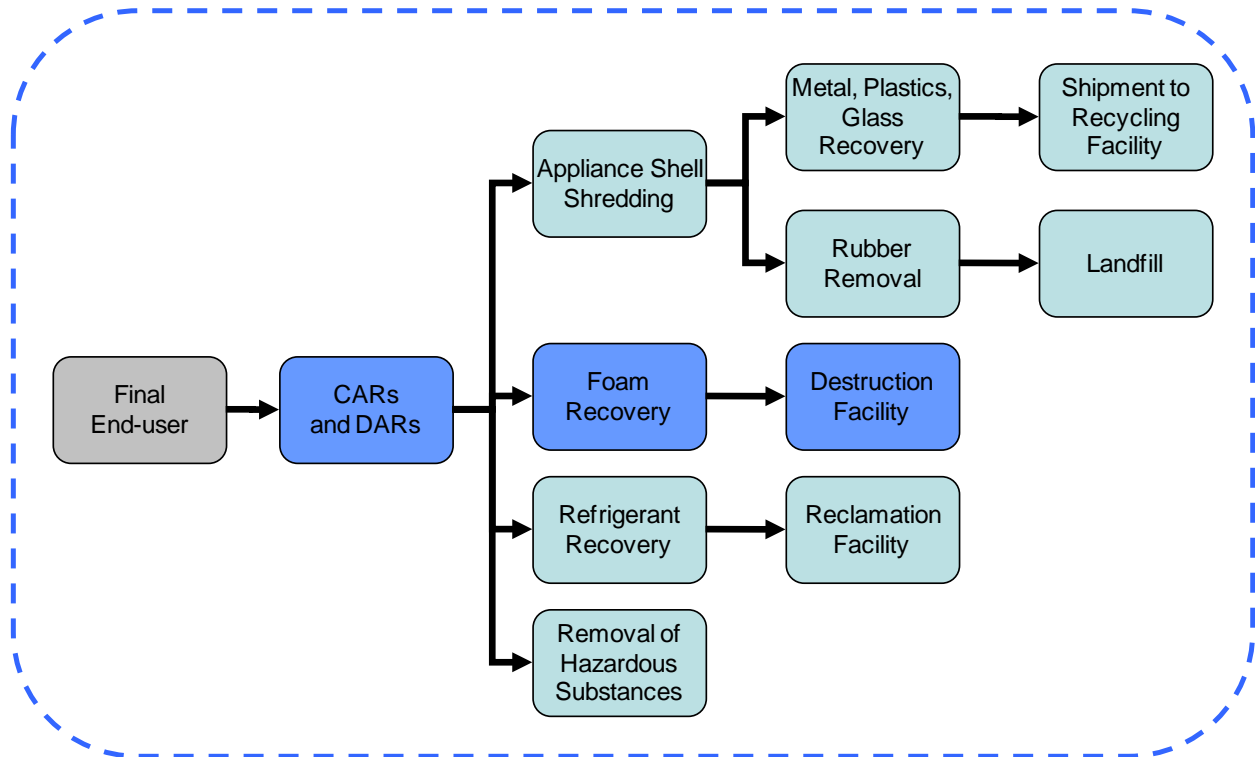 Metal, Plastics,
Glass
Recovery
Shipment to
Recycling
Facility
Appliance Shell
Shredding
Rubber
Removal
Landfill
Final
End-user
CARs
and DARs
Foam
Recovery
Destruction
Facility
Refrigerant
Recovery
Reclamation
Facility
Removal of
Hazardous
Substances